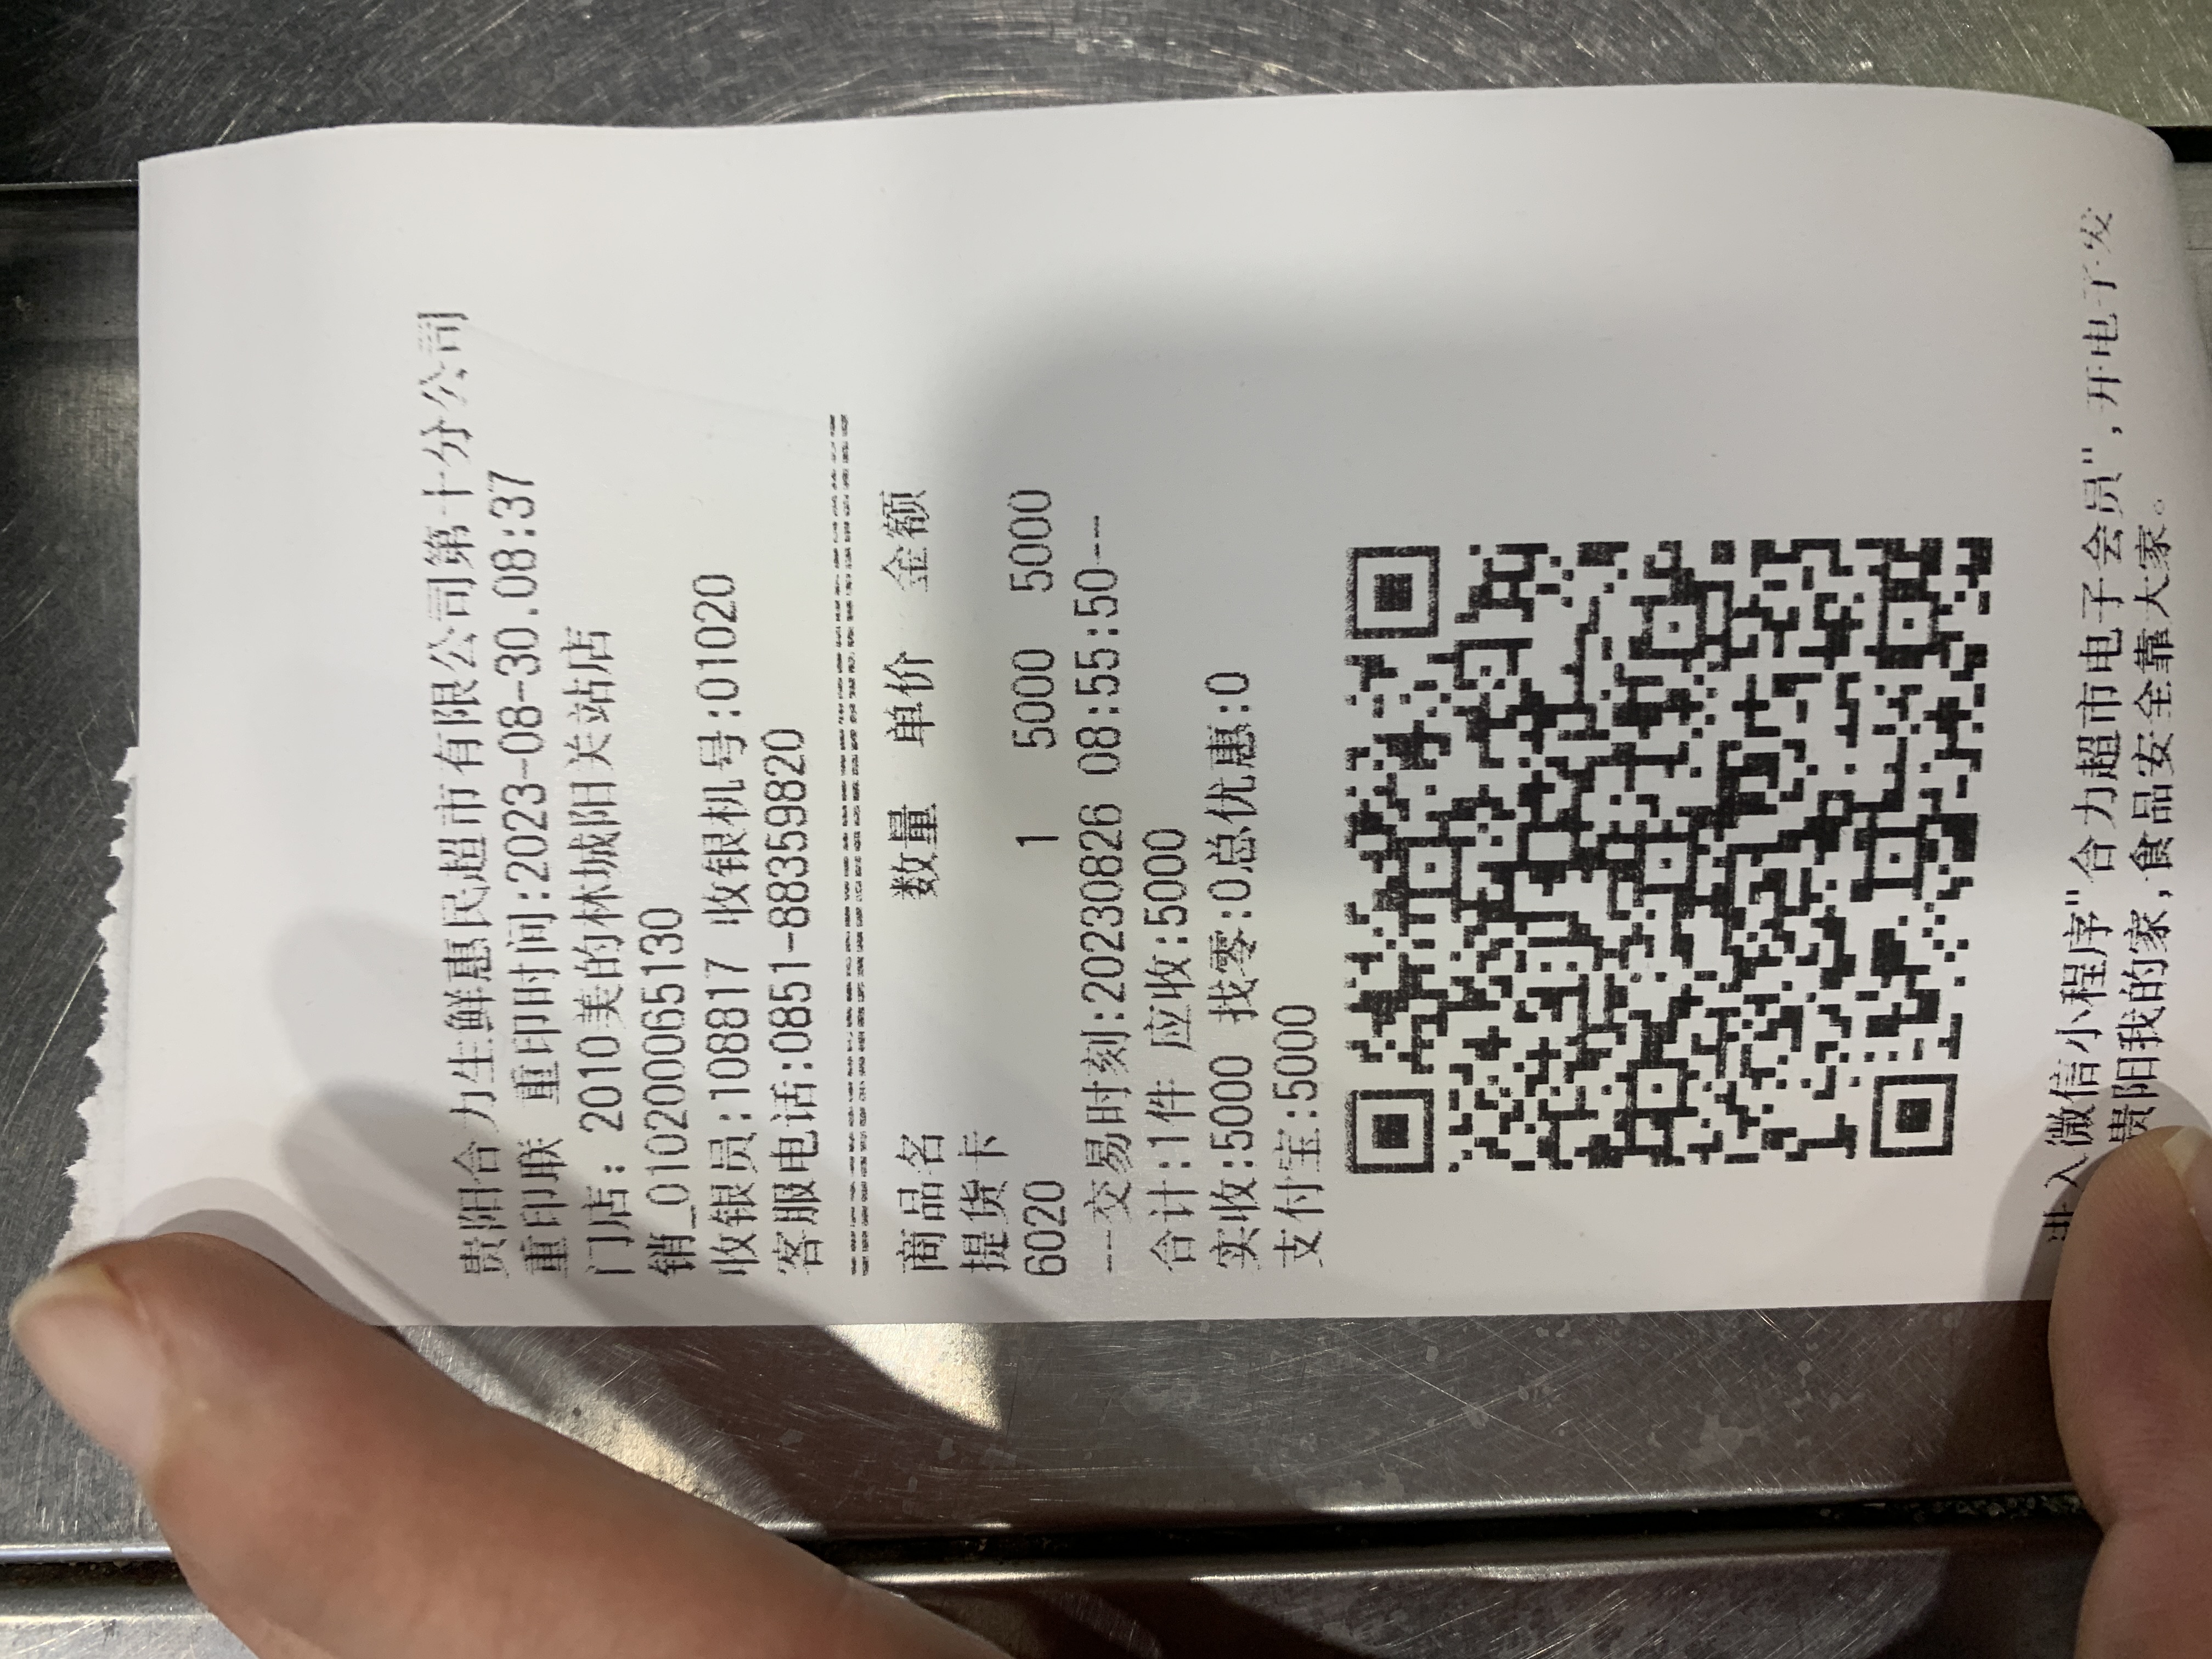 贵阳合力生鲜惠民超市有限公司第十分公司
重印联 重印时间:2023-08-30.08:37
门店: 2010美的林城阳关站店
销_0102000065130
收银员:108817 收银机号:01020
客服电话:0851-88359820
==========================================
商品名 数量 单价 金额
提货卡
6020 1 5000 5000
---交易时刻:20230826 08:55:50---
合计:1件 应收:5000
实收:5000 找零:0总优惠:0
支付宝:5000
进入微信小程序"合力超市电子会员",开电子发
贵阳我的家,食品安全靠大家。